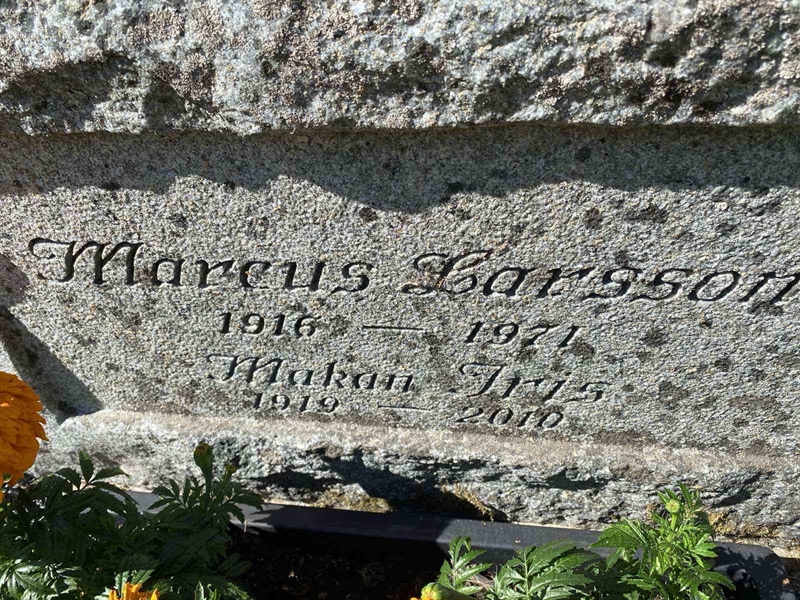 Marcus Larsson
1916 — 1971
Makan Iris
1919 — 2010